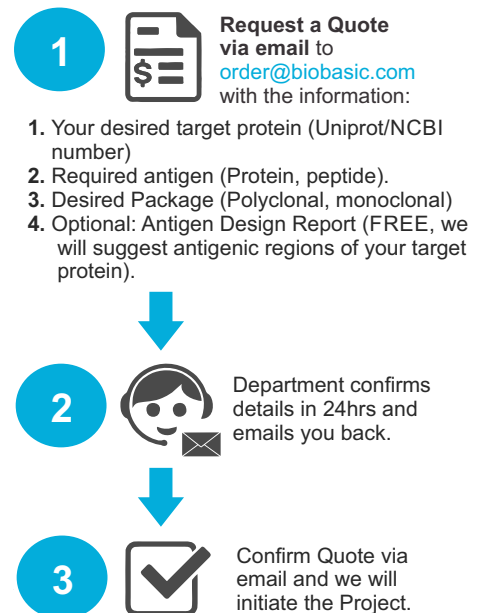 1
$
Request a Quote
via email to
order@biobasic.com
with the information:
1. Your desired target protein (Uniprot/NCBI
number)
2. Required antigen (Protein, peptide).
3. Desired Package (Polyclonal, monoclonal)
4. Optional: Antigen Design Report (FREE, we
will suggest antigenic regions of your target
protein).
2
Department confirms
details in 24hrs and
emails you back.
3
Confirm Quote via
email and we will
initiate the Project.